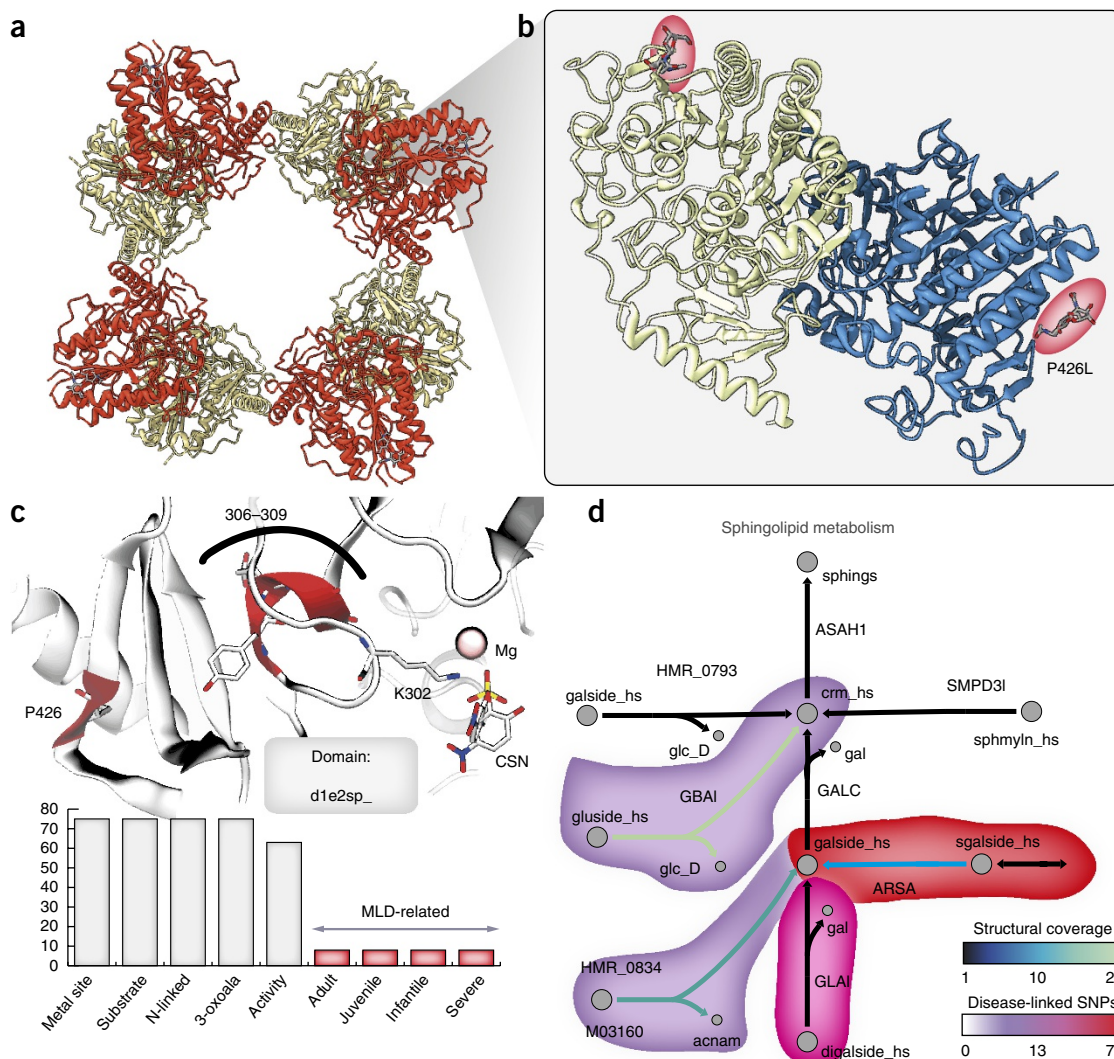 a
b
P426L
c
306–309
Mg
K302
P426
CSN
Domain:
d1e2sp_
80
70
60
50
40
30
20
10
0
MLD-related
Metal site
Substrate
N-linked
3-oxoala
Activity
Adult
Juvenile
Infantile
Severe
d
Sphingolipid metabolism
sphings
ASAH1
HMR_0793
galside_hs
crm_hs
SMPD3l
glc_D
gal
sphmyln_hs
GBAl
GALC
gluside_hs
glc_D
galside_hs
sgalside_hs
ARSA
gal
HMR_0834
GLAl
M03160
acnam
digalside_hs
Structural coverage
1 10 2
Disease-linked SNPs
0 13 7